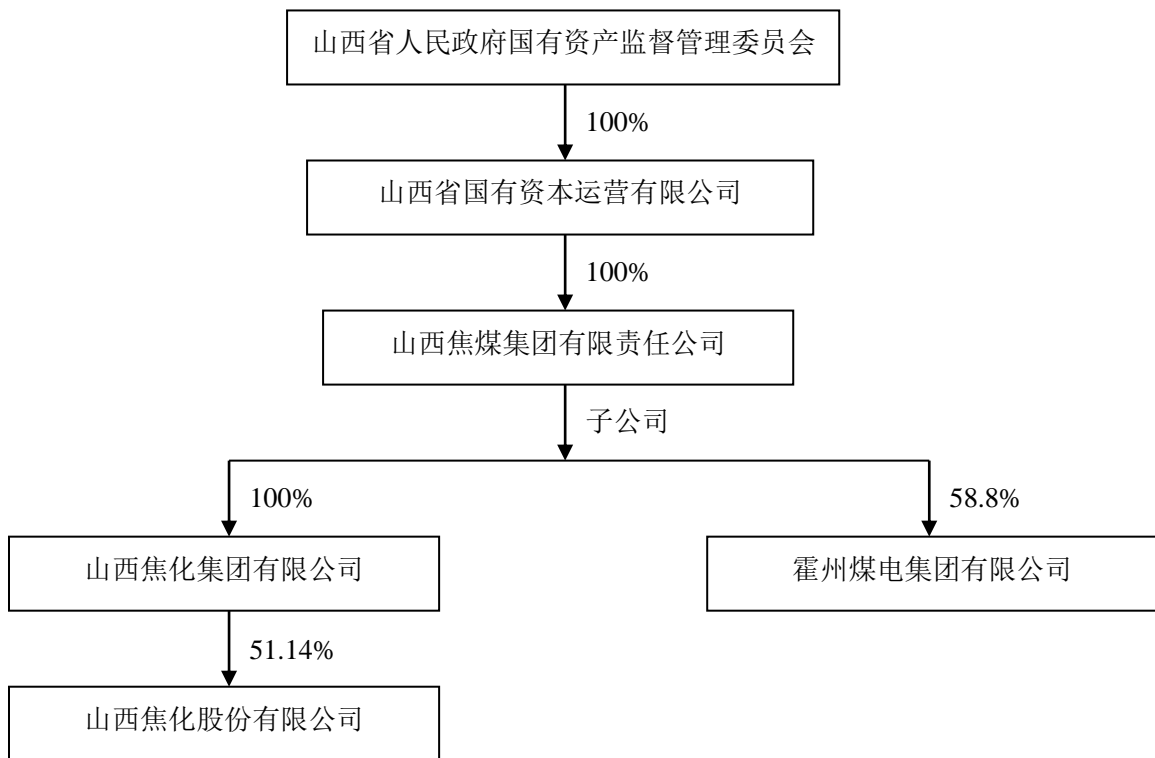 山西省人民政府国有资产监督管理委员会
100%
山西省国有资本运营有限公司
100%
山西焦煤集团有限责任公司
子公司
100%
58.8%
山西焦化集团有限公司
霍州煤电集团有限公司
51.14%
山西焦化股份有限公司